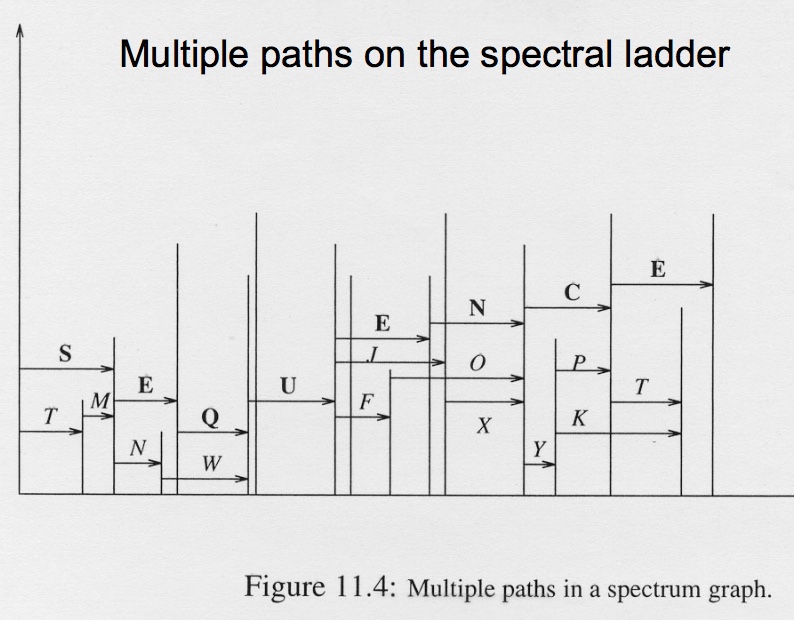 Multiple paths on the spectral ladder
E
C
N
E
S
J
O
P
E
U
T
M
F
T
Q
X
K
N
W
Y
Figure 11.4: Multiple paths in a spectrum graph.